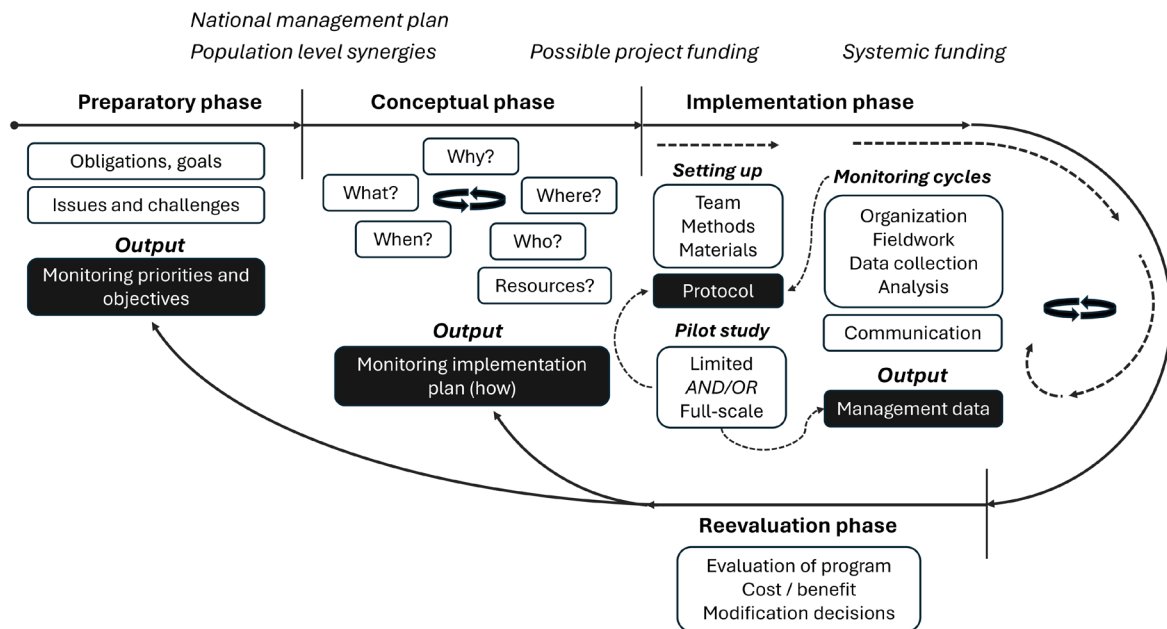 National management plan
Population level synergies
Possible project funding
Systemic funding
Preparatory phase
Conceptual phase
Implementation phase
Obligations, goals
Issues and challenges
Output
Monitoring priorities and
objectives
Why?
What?
Where?
When?
Who?
Resources?
Output
Monitoring implementation
plan (how)
Setting up
Team
Methods
Materials
Protocol
Pilot study
Limited
AND/OR
Full-scale
Monitoring cycles
Organization
Fieldwork
Data collection
Analysis
Communication
Output
Management data
Reevaluation phase
Evaluation of program
Cost / benefit
Modification decisions